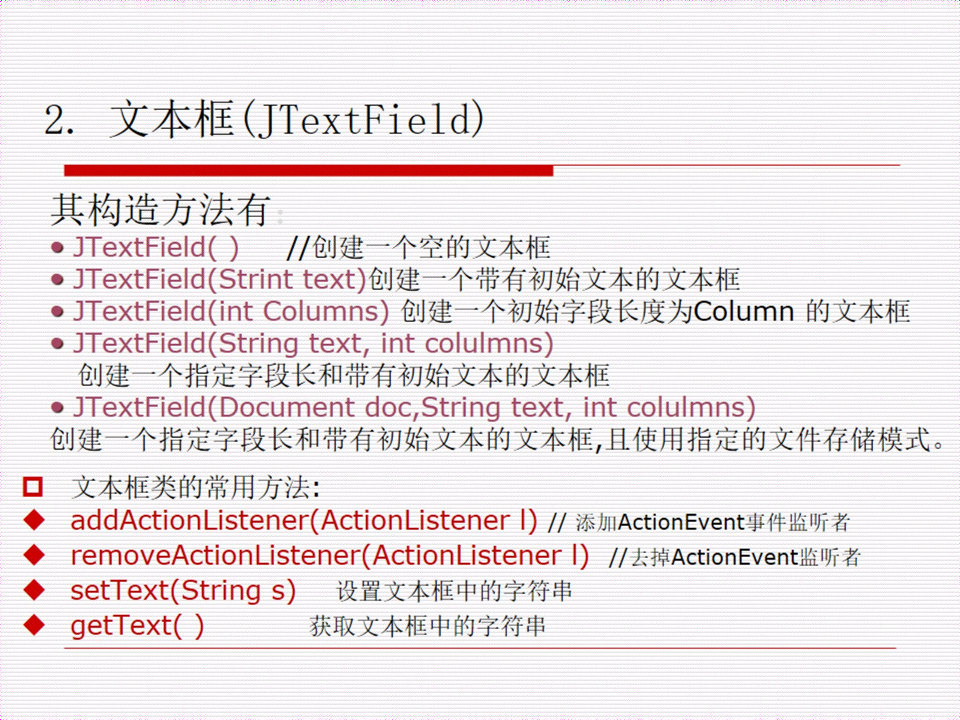 2. 文本框(JTextField)
其构造方法有：
• JTextField( ) //创建一个空的文本框
• JTextField(Strint text)创建一个带有初始文本的文本框
• JTextField(int Columns) 创建一个初始字段长度为Column 的文本框
• JTextField(String text, int colulmns)
创建一个指定字段长和带有初始文本的文本框
• JTextField(Document doc,String text, int colulmns)
创建一个指定字段长和带有初始文本的文本框,且使用指定的文件存储模式。
文本框类的常用方法:
◆ addActionListener(ActionListener l) // 添加ActionEvent事件监听者
◆ removeActionListener(ActionListener l) //去掉ActionEvent监听者
◆ setText(String s) 设置文本框中的字符串
◆ getText( ) 获取文本框中的字符串